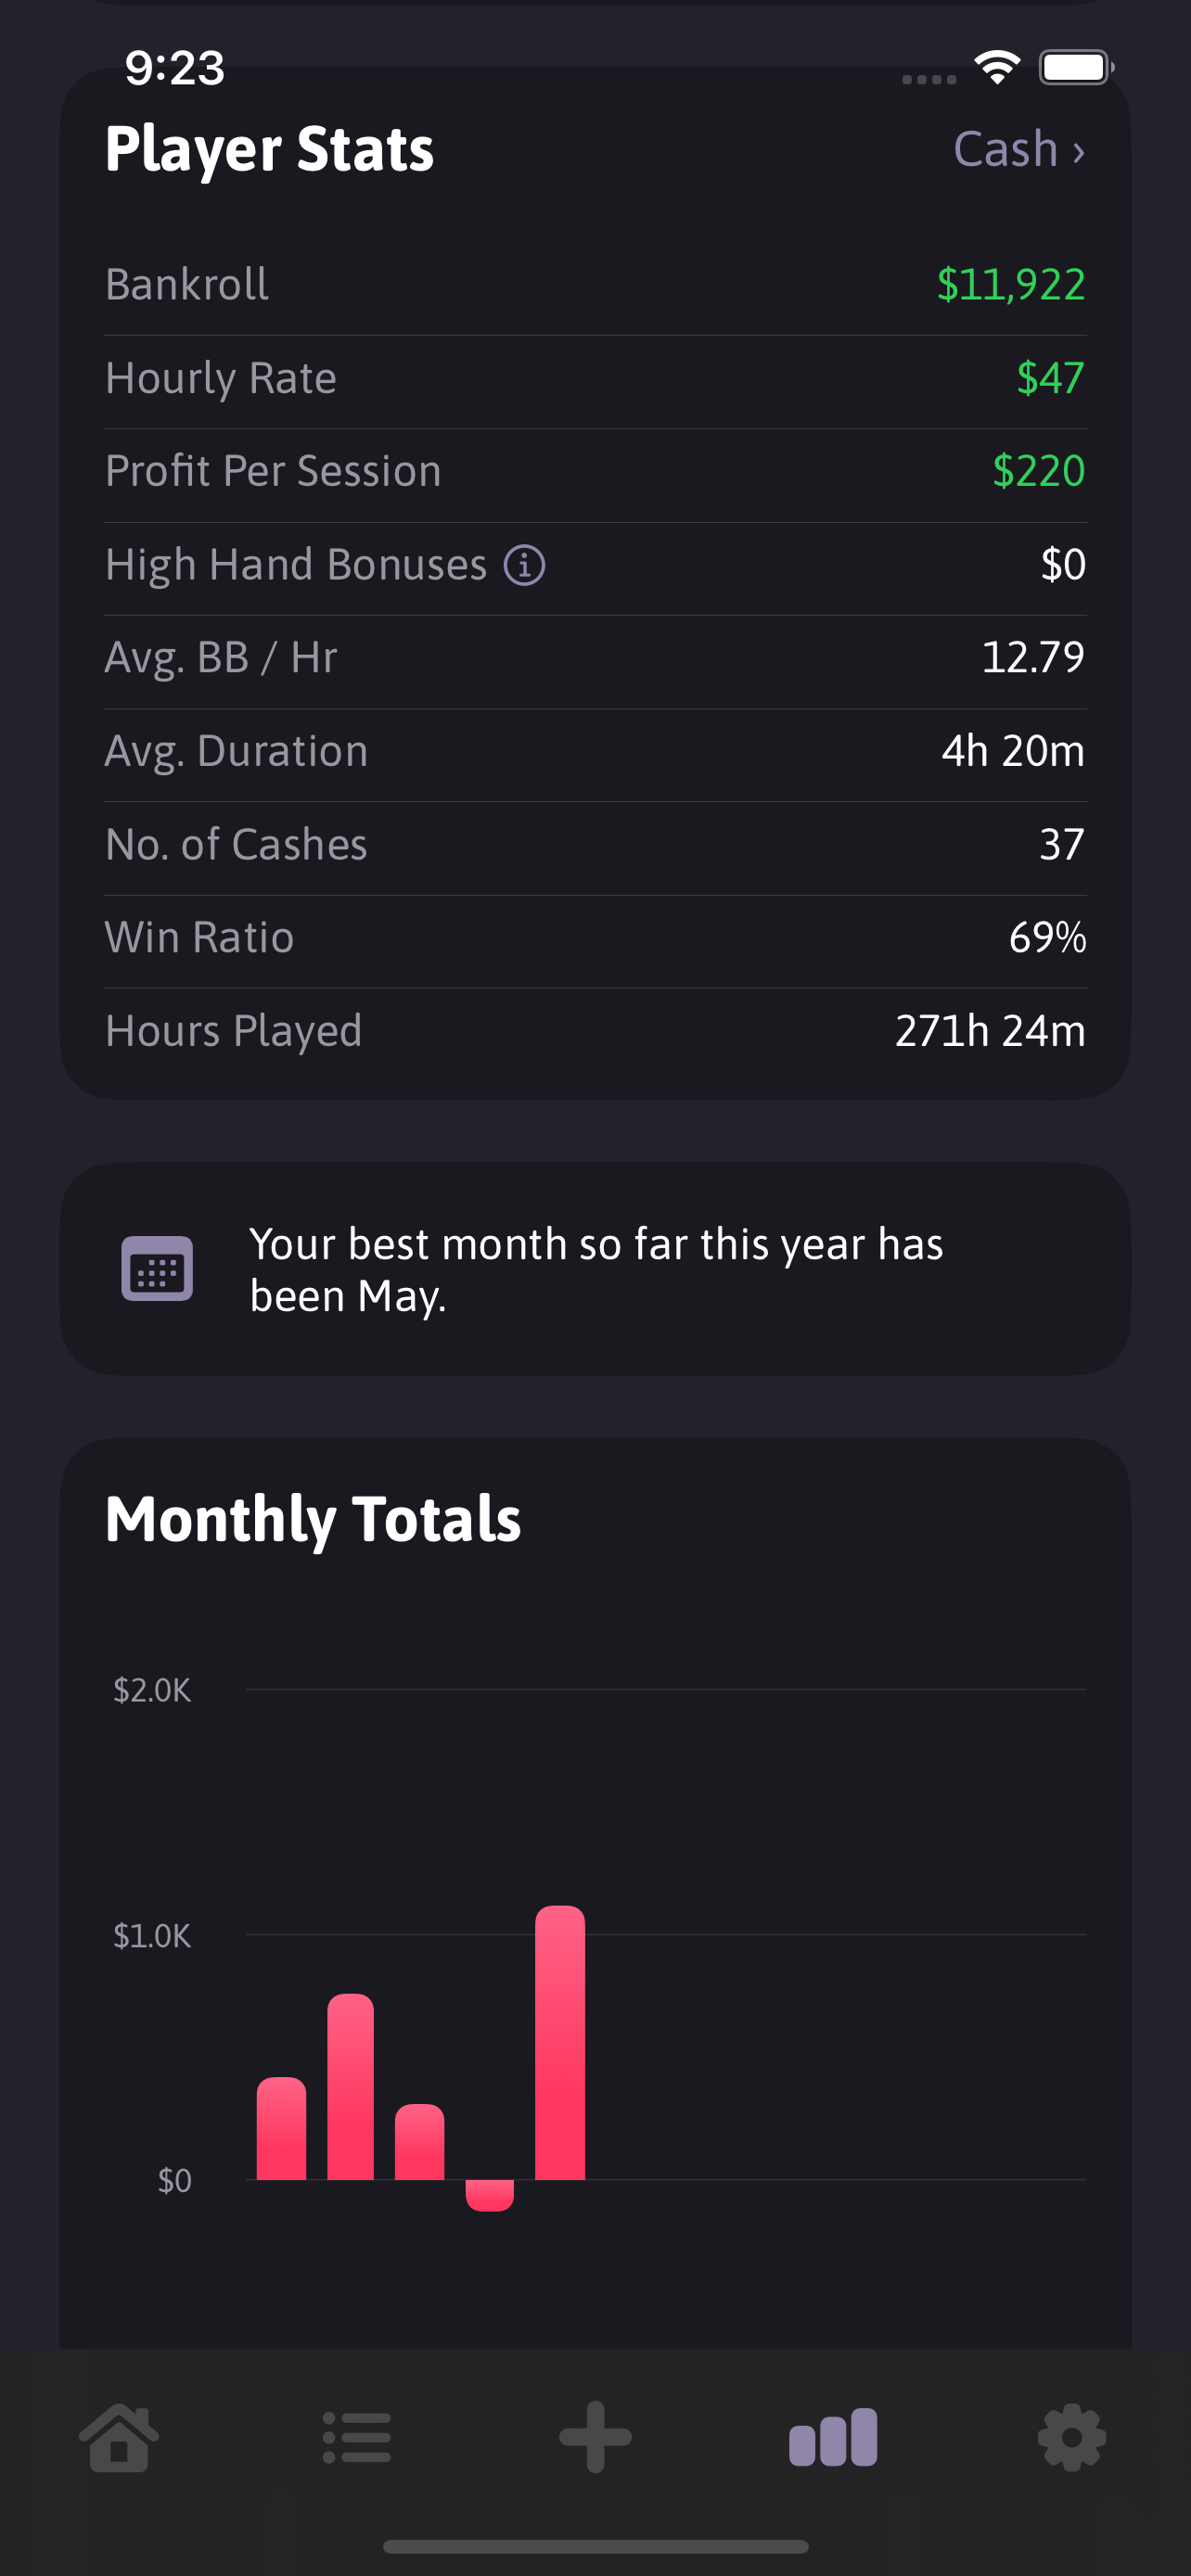 9:23
Player Stats
Cash ›
Bankroll
$11,922
Hourly Rate
$47
Profit Per Session
$220
High Hand Bonuses
$0
Avg. BB / Hr
12.79
Avg. Duration
4h 20m
No. of Cashes
37
Win Ratio
69%
Hours Played
271h 24m
Your best month so far this year has
been May.
Monthly Totals
$2.0K
$1.0K
$0